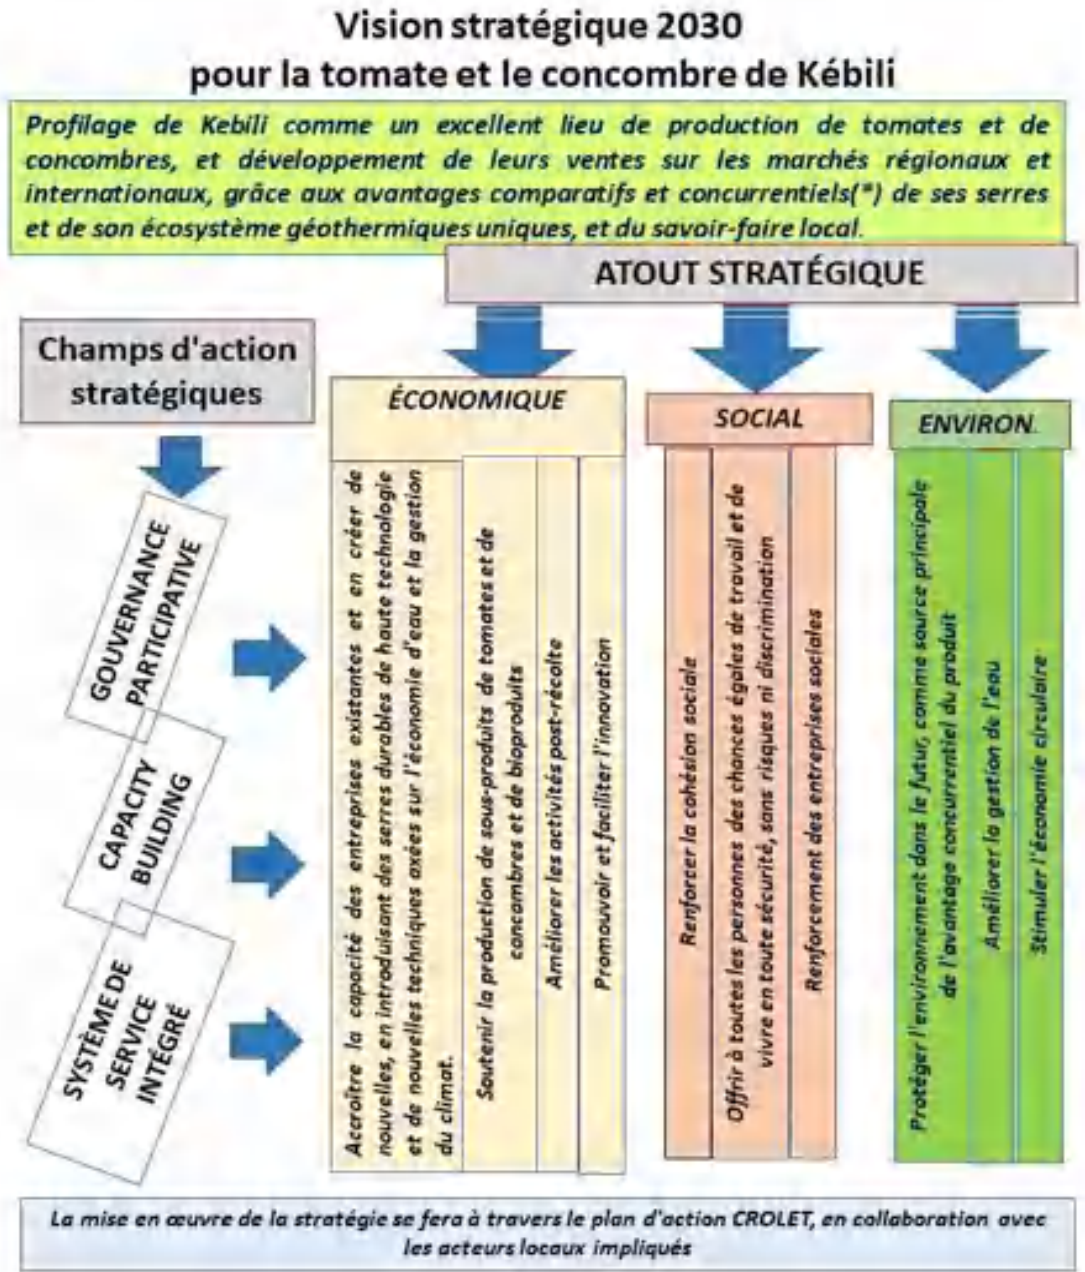 Vision stratégique 2030
pour la tomate et le concombre de Kébili
Profilage de Kebili comme un excellent lieu de production de tomates et de
concombres, et développement de leurs ventes sur les marchés régionaux et
internationaux, grâce aux avantages comparatifs et concurrentiels(*) de ses serres
et de son écosystème géothermiques uniques, et du savoir-faire local.
ATOUT STRATÉGIQUE
Champs d'action
stratégiques
ÉCONOMIQUE
SOCIAL
ENVIRON.
GOUVERNANCE
PARTICIPATIVE
CAPACITY
BUILDING
SYSTÈME DE
SERVICE
INTÉGRÉ
Accroître la capacité des entreprises existantes et en créer de
nouvelles, en introduisant des serres durables de haute technologie
et de nouvelles techniques axées sur l'économie d'eau et la gestion
du climat.
Soutenir la production de sous-produits de tomates et de
concombres et de bioproduits
Améliorer les activités post-récolte
Promouvoir et faciliter l'innovation
Renforcer la cohésion sociale
Offrir à toutes les personnes des chances égales de travail et de
vivre en toute sécurité, sans risques ni discrimination
Renforcement des entreprises sociales
Protéger l'environnement dans le futur, comme source principale
de l'avantage concurrentiel du produit
Améliorer la gestion de l'eau
Stimuler l'économie circulaire
La mise en œuvre de la stratégie se fera à travers le plan d'action CROLET, en collaboration avec
les acteurs locaux impliqués